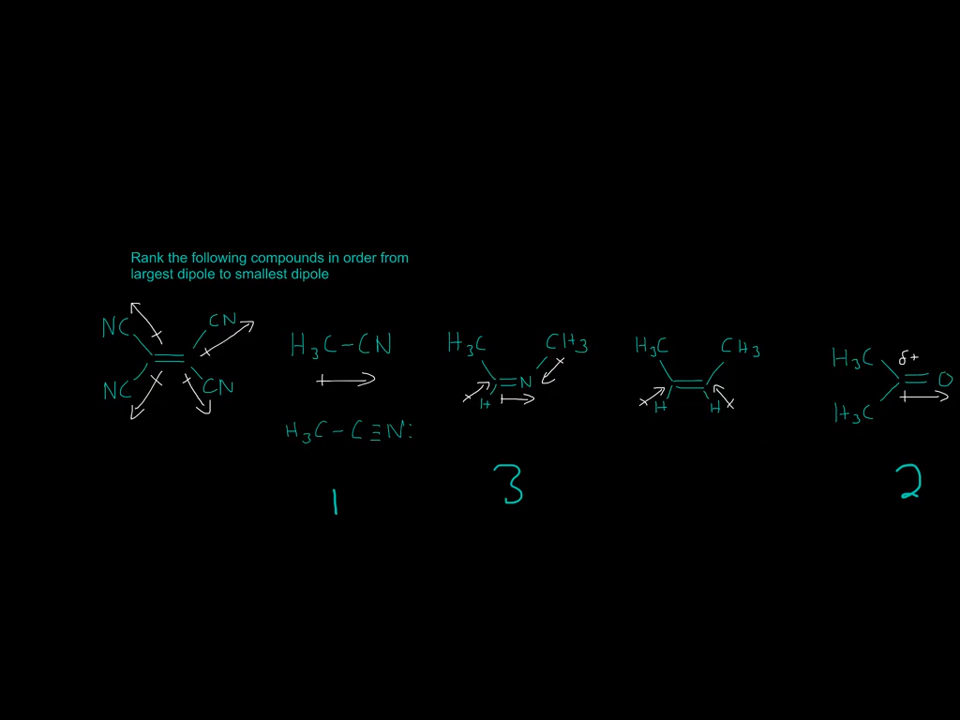 Rank the following compounds in order from
largest dipole to smallest dipole
NC CN
NC CN
H3C-CN
H3C-C≡N:
H3C CH3
=N
H
H3C CH3
=
H H
H3C δ+
=O
H3C
1 3 2